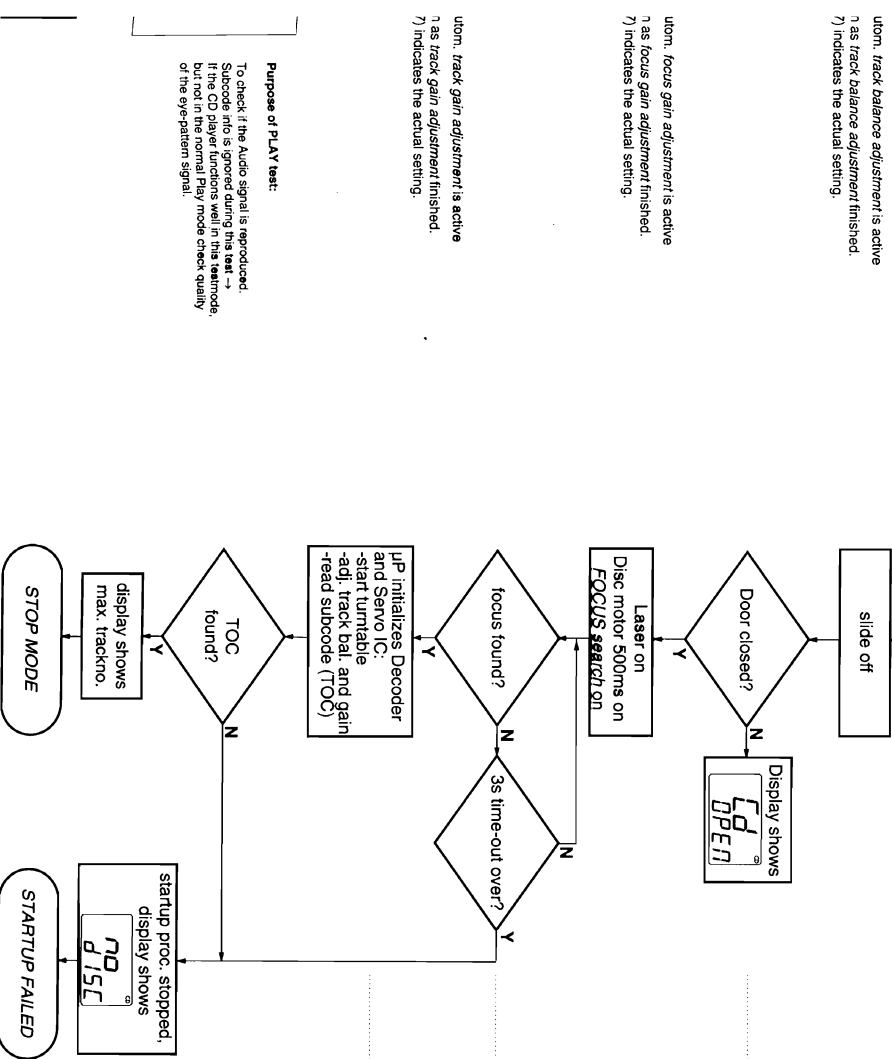 utom. track balance adjustment is active
n as track balance adjustment finished.
7) indicates the actual setting.
utom. focus gain adjustment is active
n as focus gain adjustment finished.
7) indicates the actual setting.
utom. track gain adjustment is active
n as track gain adjustment finished.
7) indicates the actual setting.
Purpose of PLAY test:
To check if the Audio signal is reproduced.
Subcode info is ignored during this test →
If the CD player functions well in this testmode,
but not in the normal Play mode check quality
of the eye-pattern signal.
slide off
Door closed?
N
Y
Display shows
CD
Cd
OPEN
Laser on
Disc motor 500ms on
FOCUS search on
focus found?
N
Y
3s time-out over?
N
Y
µP initializes Decoder
and Servo IC:
-start turntable
-adj. track bal. and gain
-read subcode (TOC)
TOC
found?
N
Y
display shows
max. trackno.
STOP MODE
startup proc. stopped,
display shows
CD
no
dISC
STARTUP FAILED